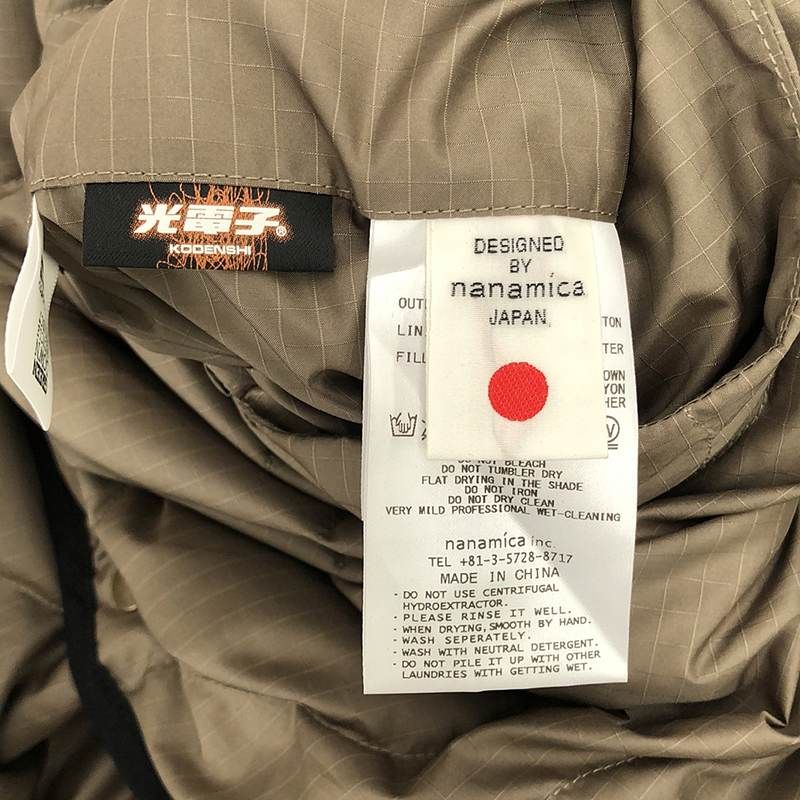 光電子®
KODENSHI
DESIGNED
BY
nanamica
JAPAN
OUT
LIN
FILL
TON
TER
OWN
YON
HER
DO NOT BLEACH
DO NOT TUMBLER DRY
FLAT DRYING IN THE SHADE
DO NOT IRON
DO NOT DRY CLEAN
VERY MILD PROFESSIONAL WET-CLEANING
nanamica inc.
TEL +81-3-5728-8717
MADE IN CHINA
- DO NOT USE CENTRIFUGAL
HYDROEXTRACTOR.
- PLEASE RINSE IT WELL.
- WHEN DRYING, SMOOTH BY HAND.
- WASH SEPERATELY.
- WASH WITH NEUTRAL DETERGENT.
- DO NOT PILE IT UP WITH OTHER
LAUNDRIES WITH GETTING WET.